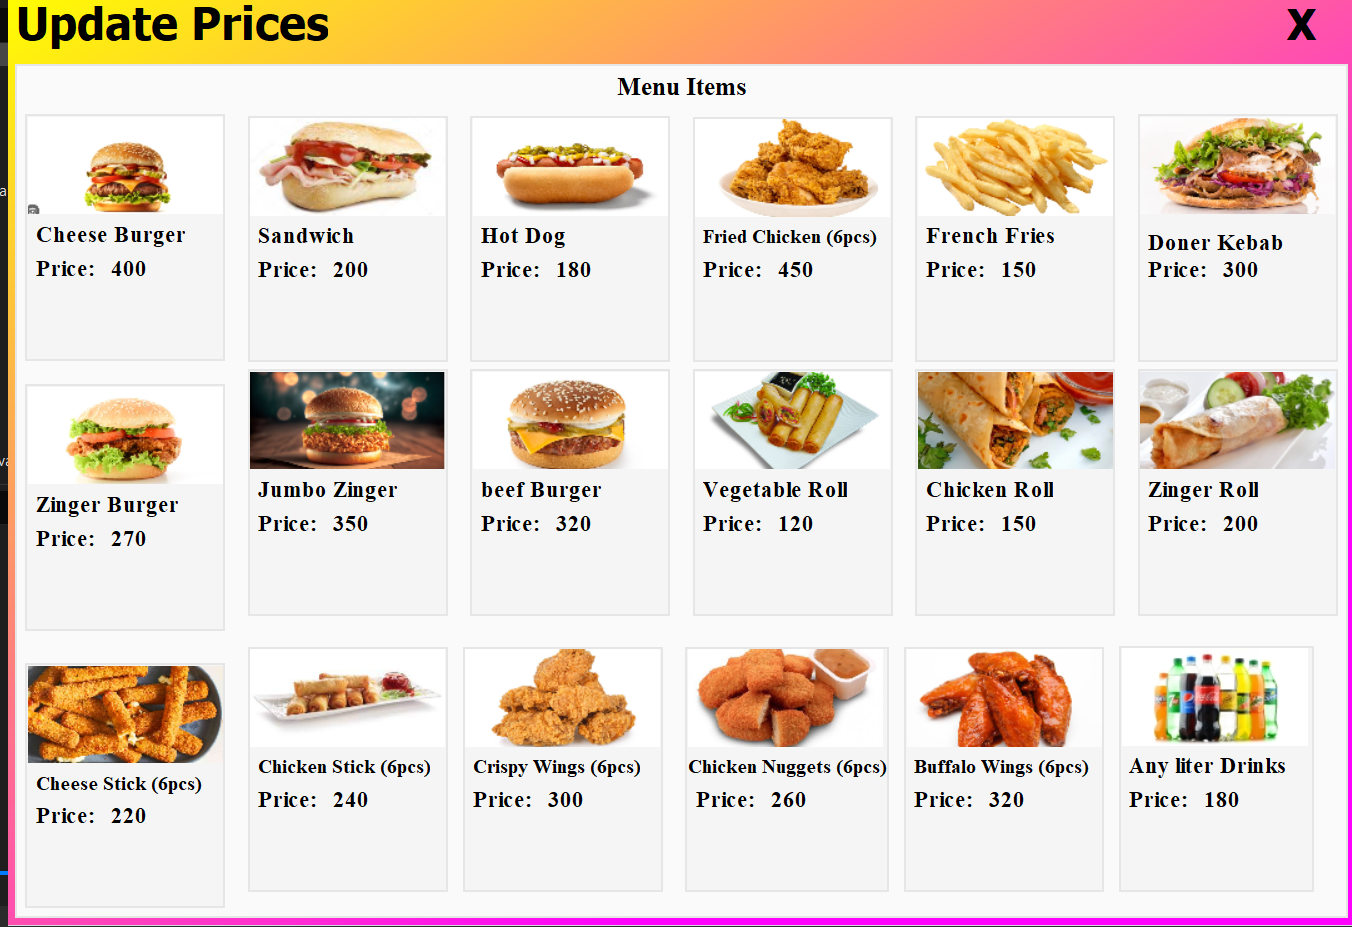 Update Prices
X
Menu Items
Cheese Burger
Price: 400
Sandwich
Price: 200
Hot Dog
Price: 180
Fried Chicken (6pcs)
Price: 450
French Fries
Price: 150
Doner Kebab
Price: 300
Zinger Burger
Price: 270
Jumbo Zinger
Price: 350
beef Burger
Price: 320
Vegetable Roll
Price: 120
Chicken Roll
Price: 150
Zinger Roll
Price: 200
Cheese Stick (6pcs)
Price: 220
Chicken Stick (6pcs)
Price: 240
Crispy Wings (6pcs)
Price: 300
Chicken Nuggets (6pcs)
Price: 260
Buffalo Wings (6pcs)
Price: 320
Any liter Drinks
Price: 180